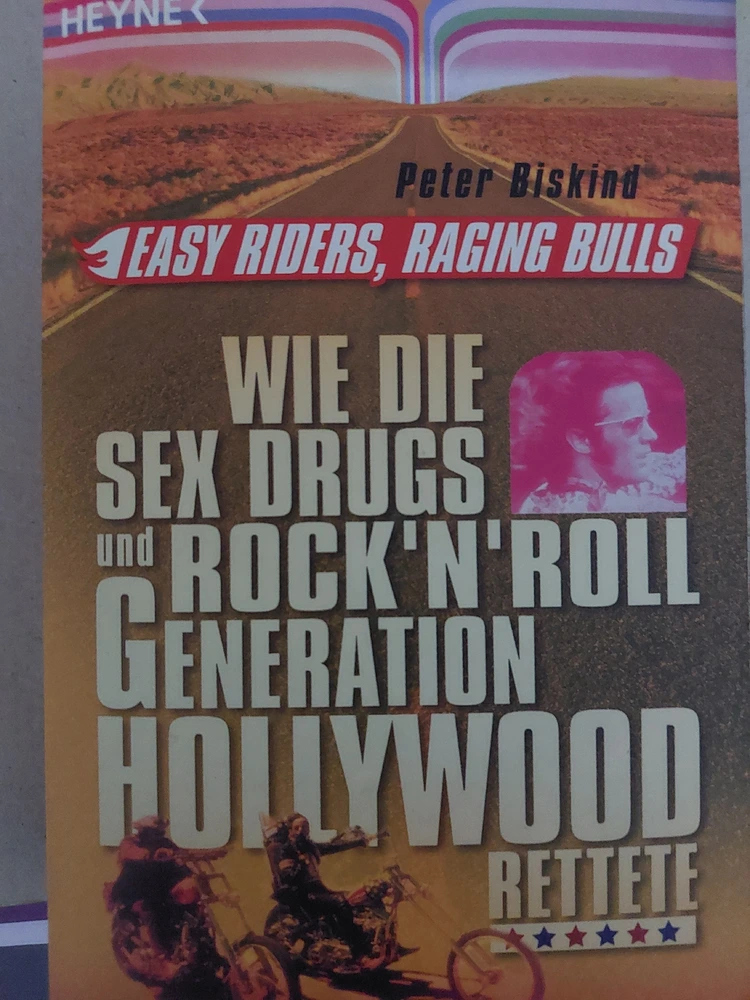 HEYNE
Peter Biskind
EASY RIDERS, RAGING BULLS
WIE DIE
SEX DRUGS
und ROCK'N'ROLL
GENERATION
HOLLYWOOD
RETTETE